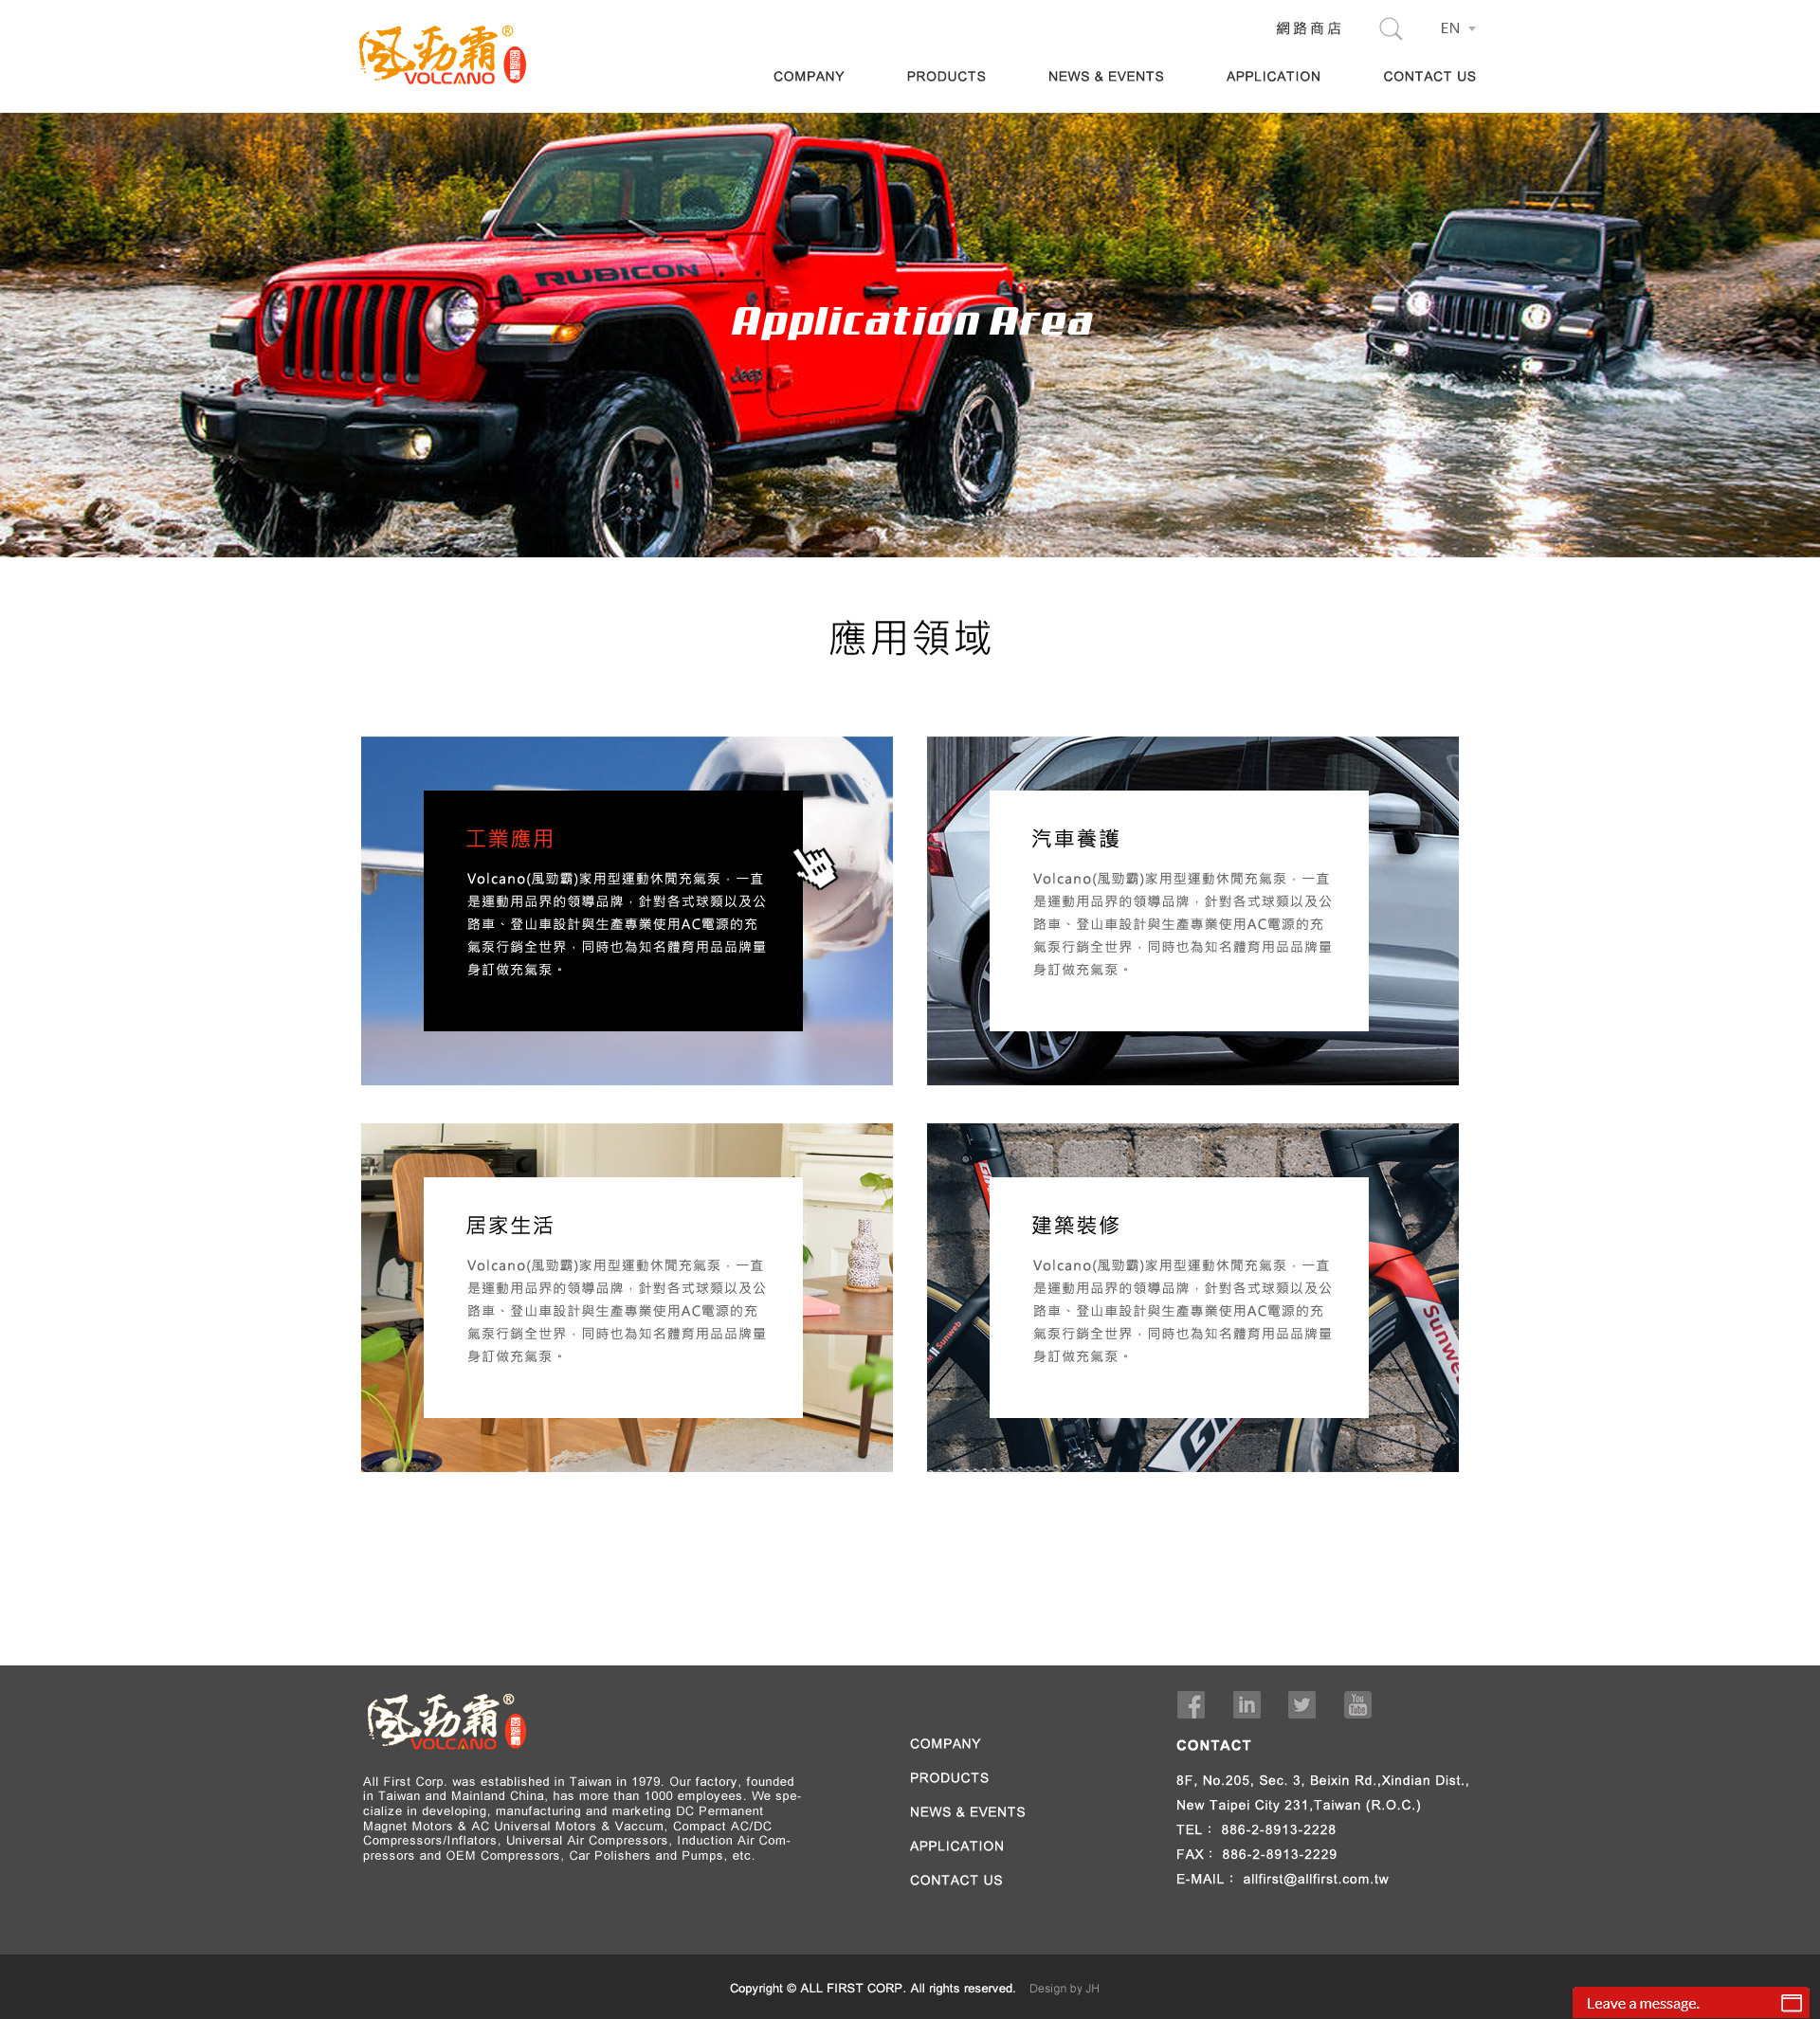 網路商店
EN
風勁霸®
VOLCANO
COMPANY
PRODUCTS
NEWS & EVENTS
APPLICATION
CONTACT US
RUBICON
Application Area
Jeep
應用領域
工業應用
Volcano(風勁霸)家用型運動休閒充氣泵，一直
是運動用品界的領導品牌，針對各式球類以及公
路車、登山車設計與生產專業使用AC電源的充
氣泵行銷全世界，同時也為知名體育用品品牌量
身訂做充氣泵。
汽車養護
Volcano(風勁霸)家用型運動休閒充氣泵，一直
是運動用品界的領導品牌，針對各式球類以及公
路車、登山車設計與生產專業使用AC電源的充
氣泵行銷全世界，同時也為知名體育用品品牌量
身訂做充氣泵。
居家生活
Volcano(風勁霸)家用型運動休閒充氣泵，一直
是運動用品界的領導品牌，針對各式球類以及公
路車、登山車設計與生產專業使用AC電源的充
氣泵行銷全世界，同時也為知名體育用品品牌量
身訂做充氣泵。
建築裝修
Volcano(風勁霸)家用型運動休閒充氣泵，一直
是運動用品界的領導品牌，針對各式球類以及公
路車、登山車設計與生產專業使用AC電源的充
氣泵行銷全世界，同時也為知名體育用品品牌量
身訂做充氣泵。
Sunweb
Sunweb
風勁霸®
VOLCANO
All First Corp. was established in Taiwan in 1979. Our factory, founded
in Taiwan and Mainland China, has more than 1000 employees. We spe-
cialize in developing, manufacturing and marketing DC Permanent
Magnet Motors & AC Universal Motors & Vaccum, Compact AC/DC
Compressors/Inflators, Universal Air Compressors, Induction Air Com-
pressors and OEM Compressors, Car Polishers and Pumps, etc.
COMPANY
PRODUCTS
NEWS & EVENTS
APPLICATION
CONTACT US
You
Tube
CONTACT
8F, No.205, Sec. 3, Beixin Rd.,Xindian Dist.,
New Taipei City 231,Taiwan (R.O.C.)
TEL： 886-2-8913-2228
FAX： 886-2-8913-2229
E-MAIL： allfirst@allfirst.com.tw
Copyright © ALL FIRST CORP. All rights reserved. Design by JH
Leave a message.